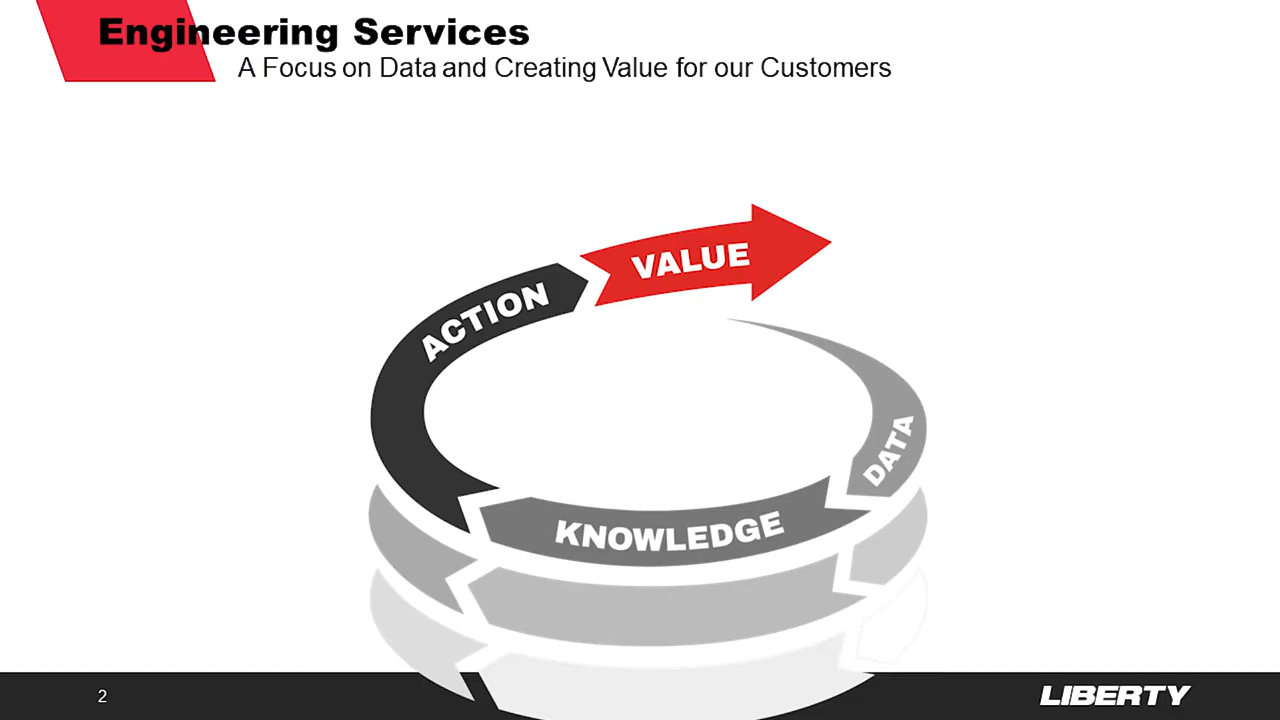 Engineering Services
A Focus on Data and Creating Value for our Customers
VALUE
ACTION
DATA
KNOWLEDGE
2
LIBERTY